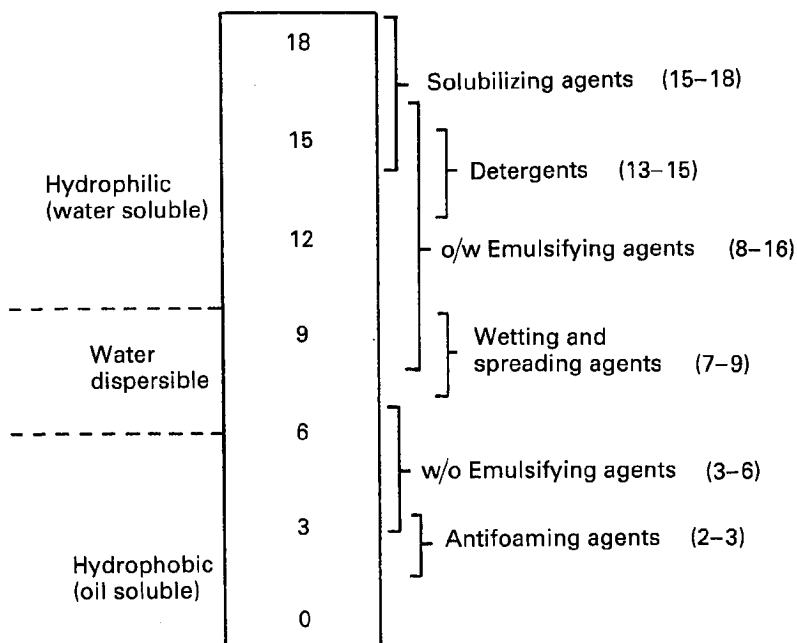 18
Solubilizing agents (15–18)
15
Detergents (13–15)
Hydrophilic
(water soluble)
12
o/w Emulsifying agents (8–16)
9
Wetting and
spreading agents (7–9)
Water
dispersible
6
w/o Emulsifying agents (3–6)
3
Antifoaming agents (2–3)
Hydrophobic
(oil soluble)
0